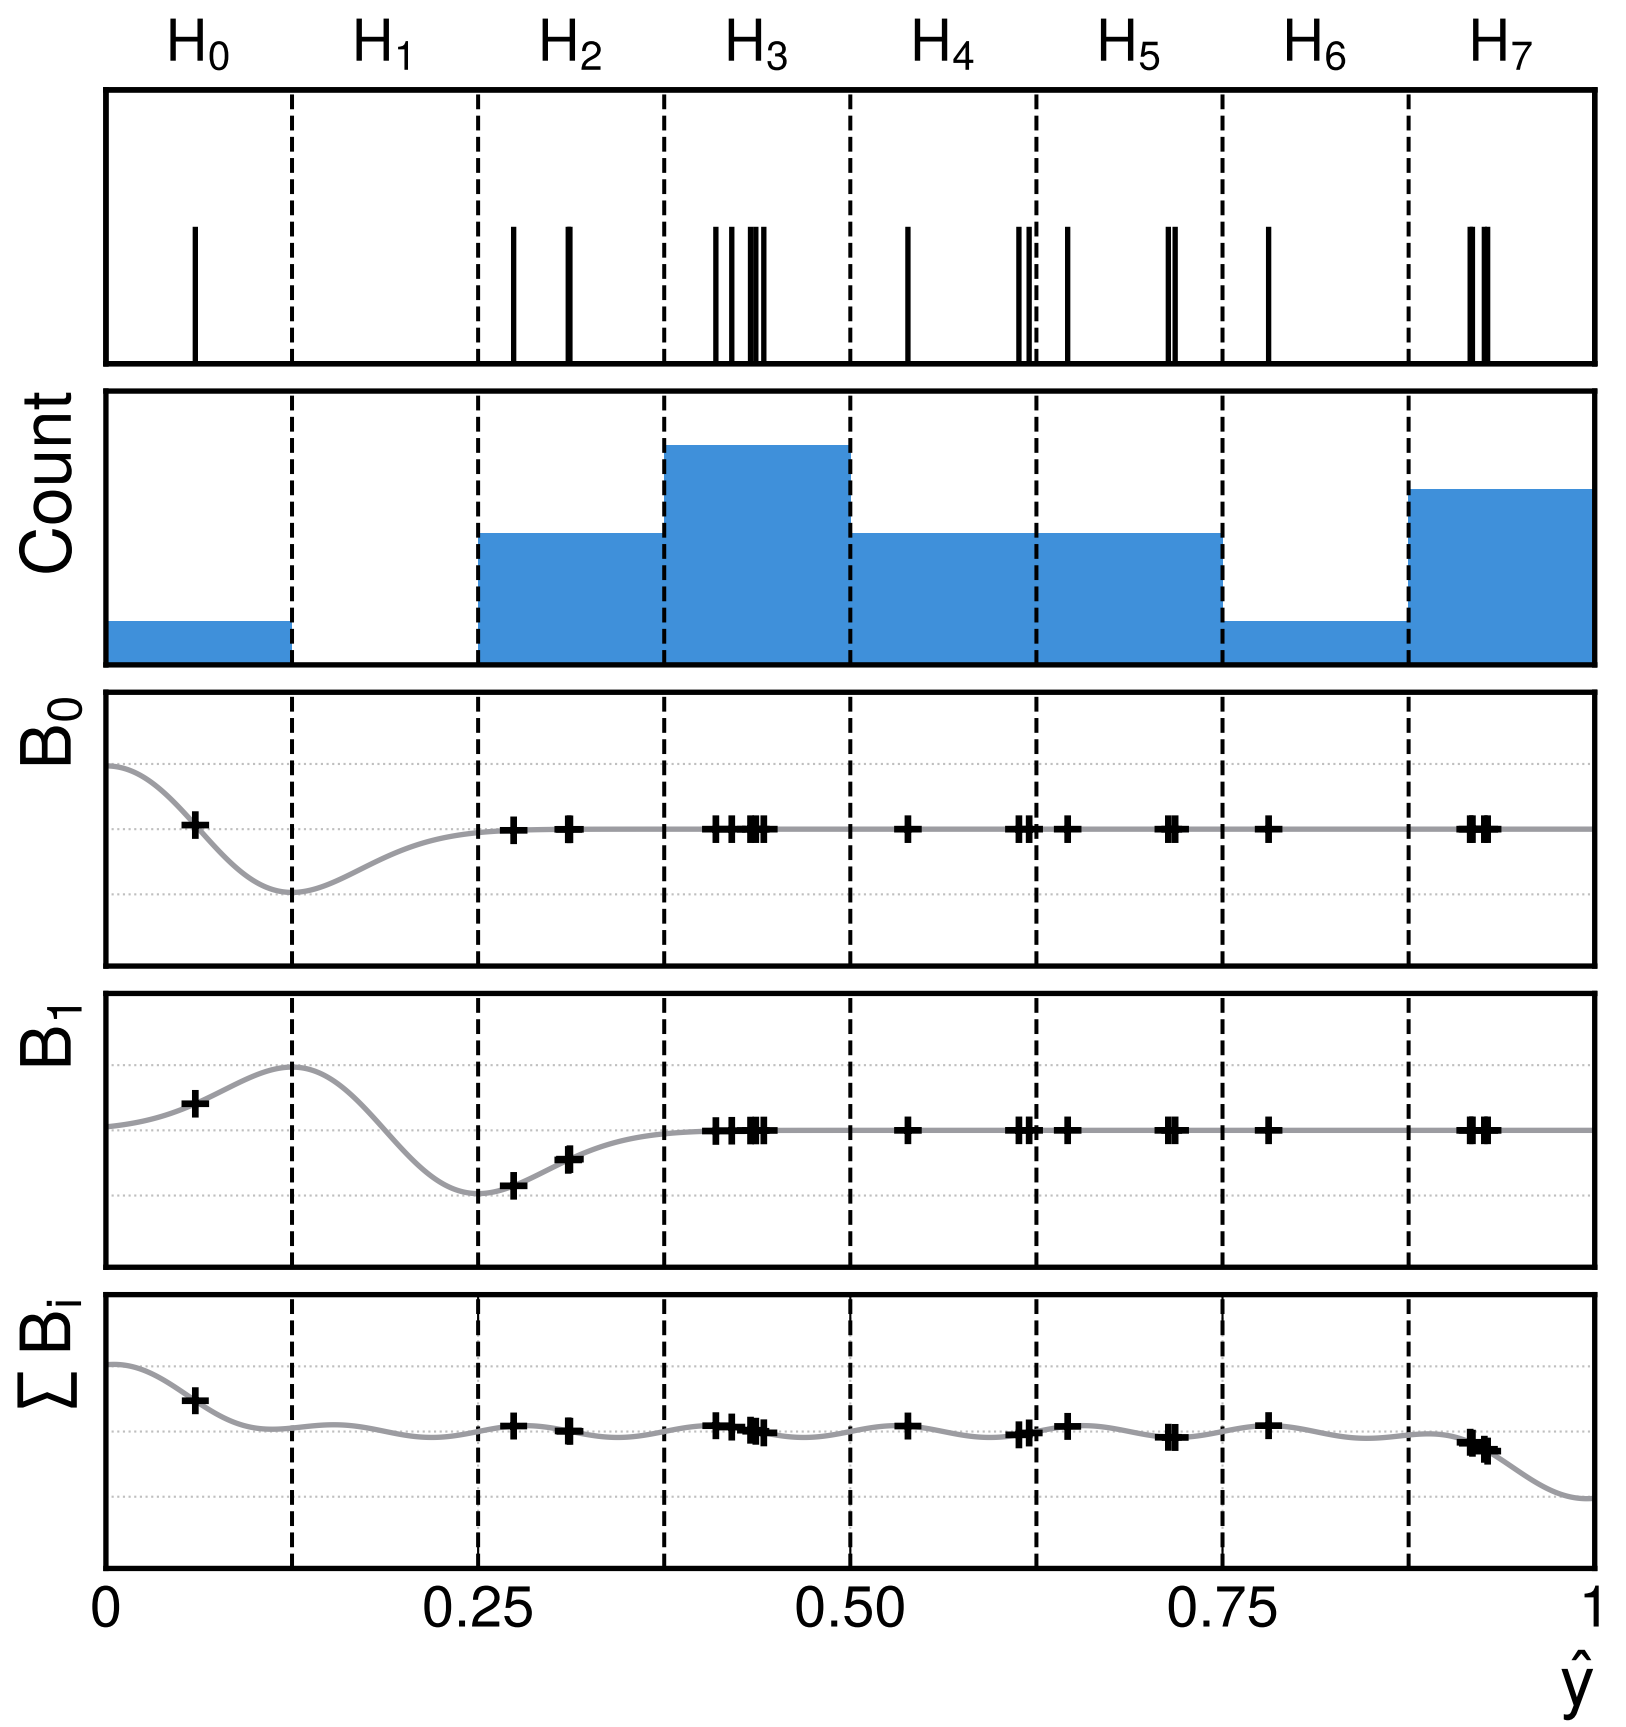 H₀ H₁ H₂ H₃ H₄ H₅ H₆ H₇
Count
B₀
B₁
Σ Bᵢ
0 0.25 0.50 0.75 1
ŷ